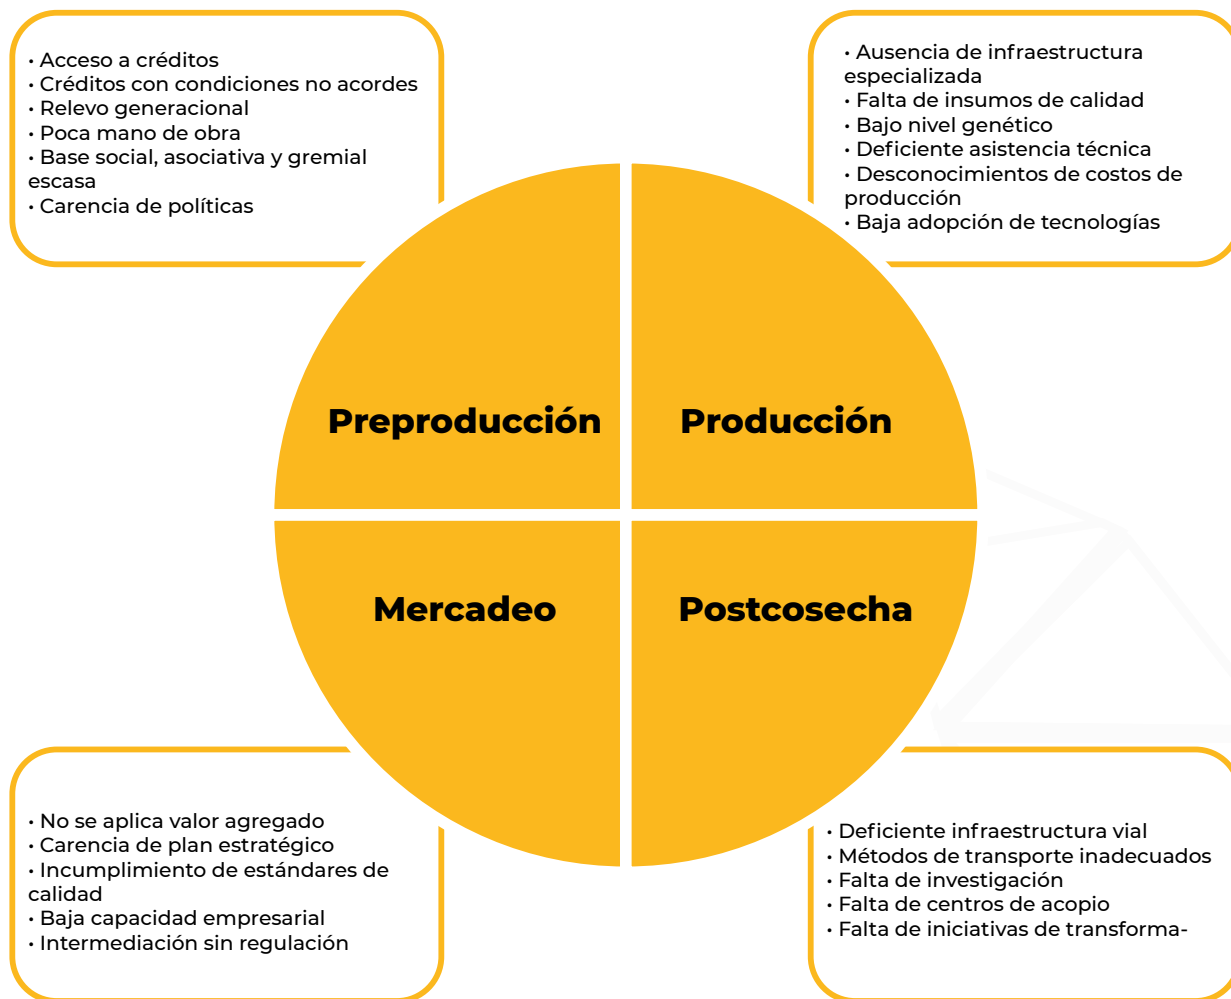 • Acceso a créditos
• Créditos con condiciones no acordes
• Relevo generacional
• Poca mano de obra
• Base social, asociativa y gremial
escasa
• Carencia de políticas
• Ausencia de infraestructura
especializada
• Falta de insumos de calidad
• Bajo nivel genético
• Deficiente asistencia técnica
• Desconocimientos de costos de
producción
• Baja adopción de tecnologías
Preproducción
Producción
Mercadeo
Postcosecha
• No se aplica valor agregado
• Carencia de plan estratégico
• Incumplimiento de estándares de
calidad
• Baja capacidad empresarial
• Intermediación sin regulación
• Deficiente infraestructura vial
• Métodos de transporte inadecuados
• Falta de investigación
• Falta de centros de acopio
• Falta de iniciativas de transforma-